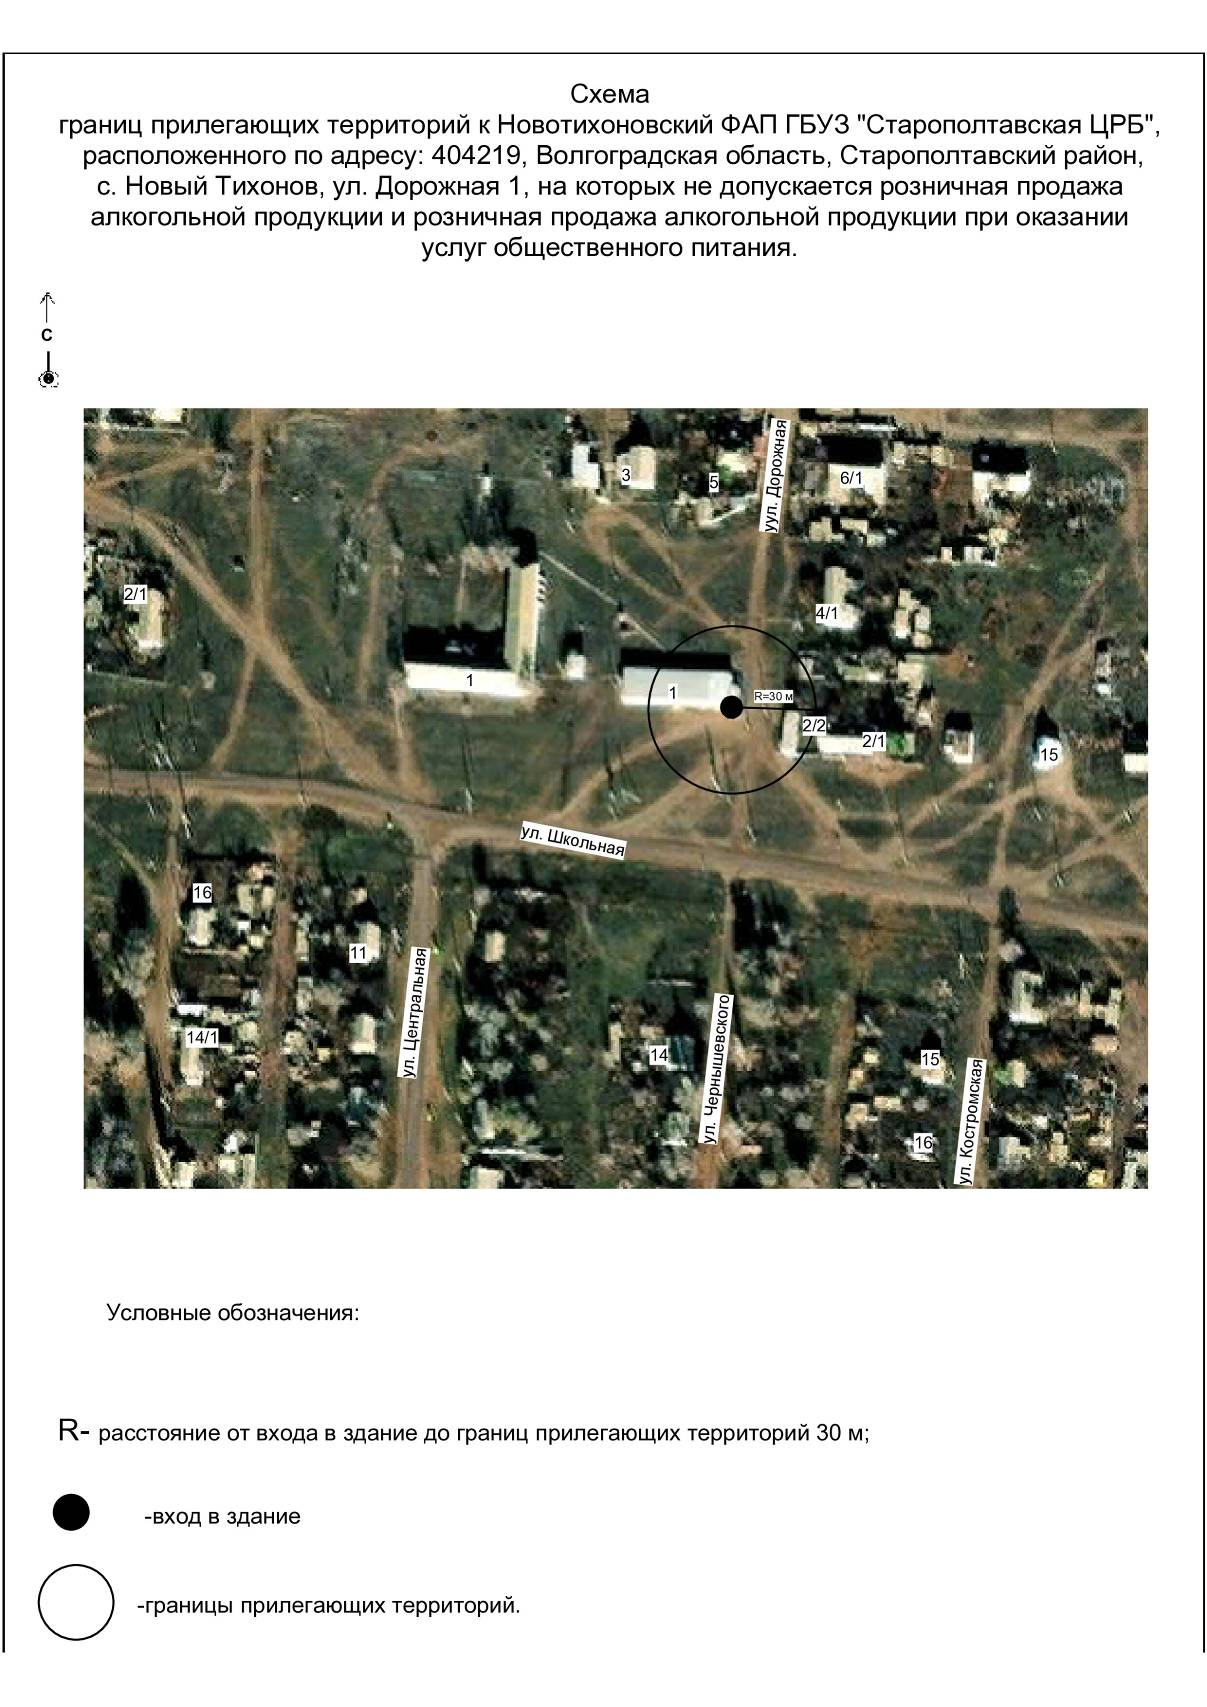 Схема
границ прилегающих территорий к Новотихоновский ФАП ГБУЗ "Старополтавская ЦРБ",
расположенного по адресу: 404219, Волгоградская область, Старополтавский район,
с. Новый Тихонов, ул. Дорожная 1, на которых не допускается розничная продажа
алкогольной продукции и розничная продажа алкогольной продукции при оказании
услуг общественного питания.
С
уул. Дорожная
3
5
6/1
2/1
4/1
1
1
R=30 м
2/2
2/1
15
ул. Школьная
16
11
ул. Центральная
14/1
14
ул. Чернышевского
15
16
ул. Костромская
Условные обозначения:
R- расстояние от входа в здание до границ прилегающих территорий 30 м;
-вход в здание
-границы прилегающих территорий.